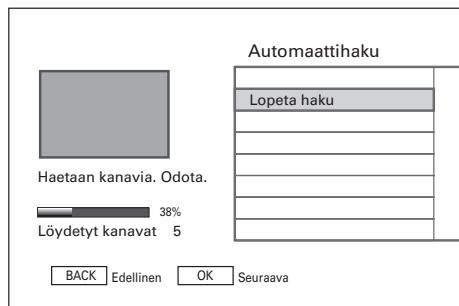 Automaattihaku
Lopeta haku
Haetaan kanavia. Odota.
38%
Löydetyt kanavat 5
BACK Edellinen OK Seuraava